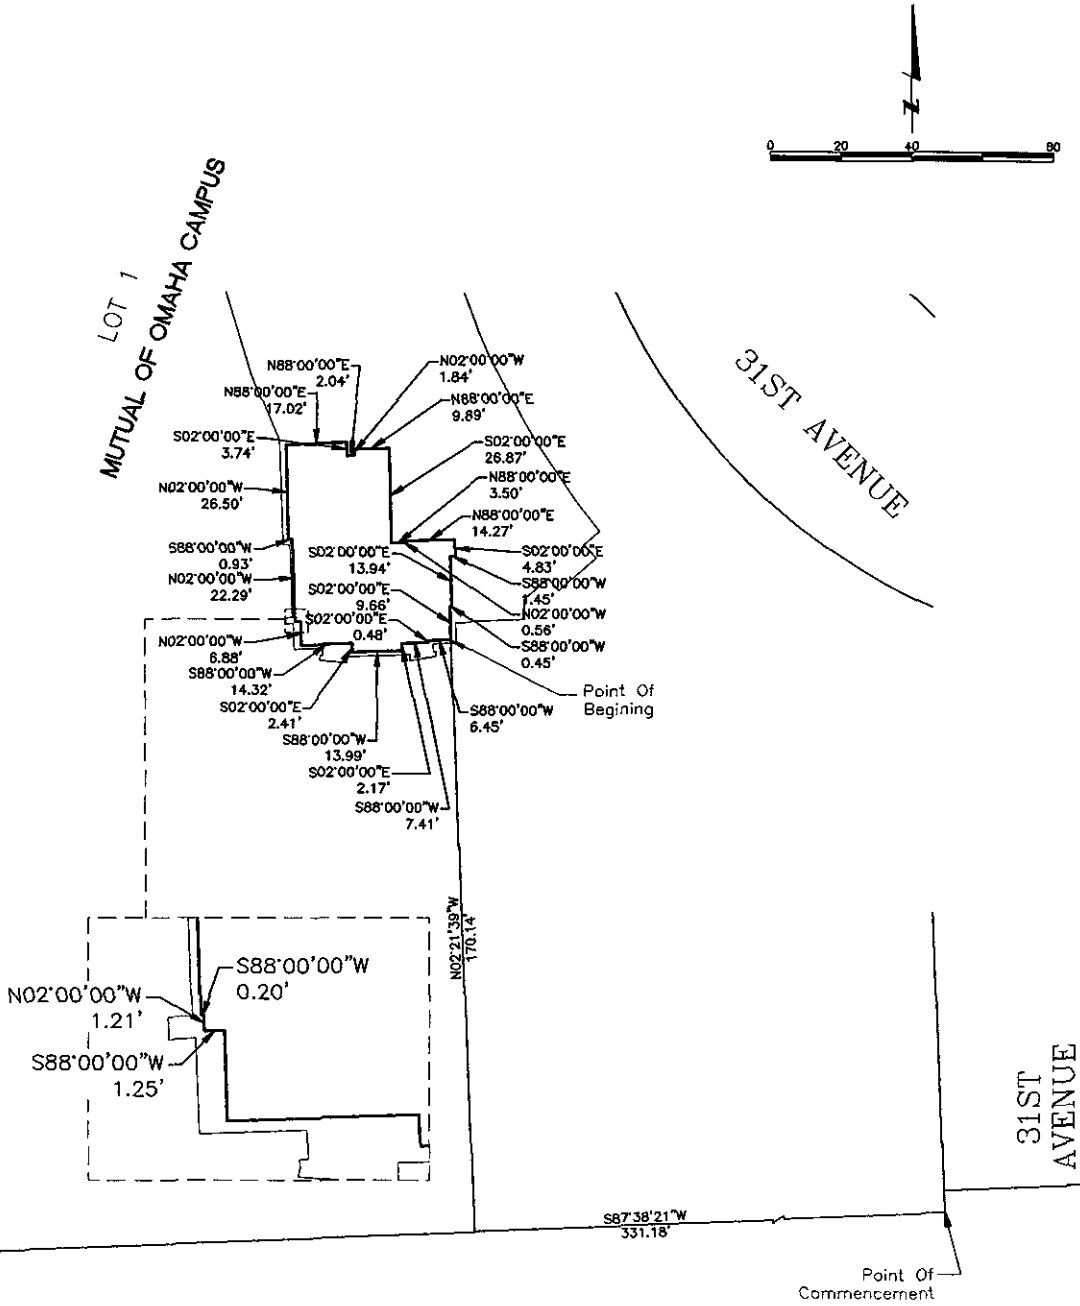 Z
0 20 40 80
LOT 1
MUTUAL OF OMAHA CAMPUS
31ST AVENUE
N88°00'00"E
2.04'
N02°00'00"W
1.84'
N88°00'00"E
17.02'
N88°00'00"E
9.89'
S02°00'00"E
3.74'
S02°00'00"E
26.87'
N88°00'00"E
3.50'
N02°00'00"W
26.50'
N88°00'00"E
14.27'
S88°00'00"W
0.93'
S02°00'00"E
13.94'
S02°00'00"E
4.83'
N02°00'00"W
22.29'
S88°00'00"W
1.45'
S02°00'00"E
9.66'
N02°00'00"W
0.56'
S02°00'00"E
0.48'
N02°00'00"W
6.88'
S88°00'00"W
0.45'
S88°00'00"W
14.32'
Point Of
Begining
S02°00'00"E
2.41'
S88°00'00"W
6.45'
S88°00'00"W
13.99'
S02°00'00"E
2.17'
S88°00'00"W
7.41'
N02°21'39"W
170.14'
S88°00'00"W
0.20'
N02°00'00"W
1.21'
S88°00'00"W
1.25'
31ST
AVENUE
S87°38'21"W
331.18'
Point Of
Commencement